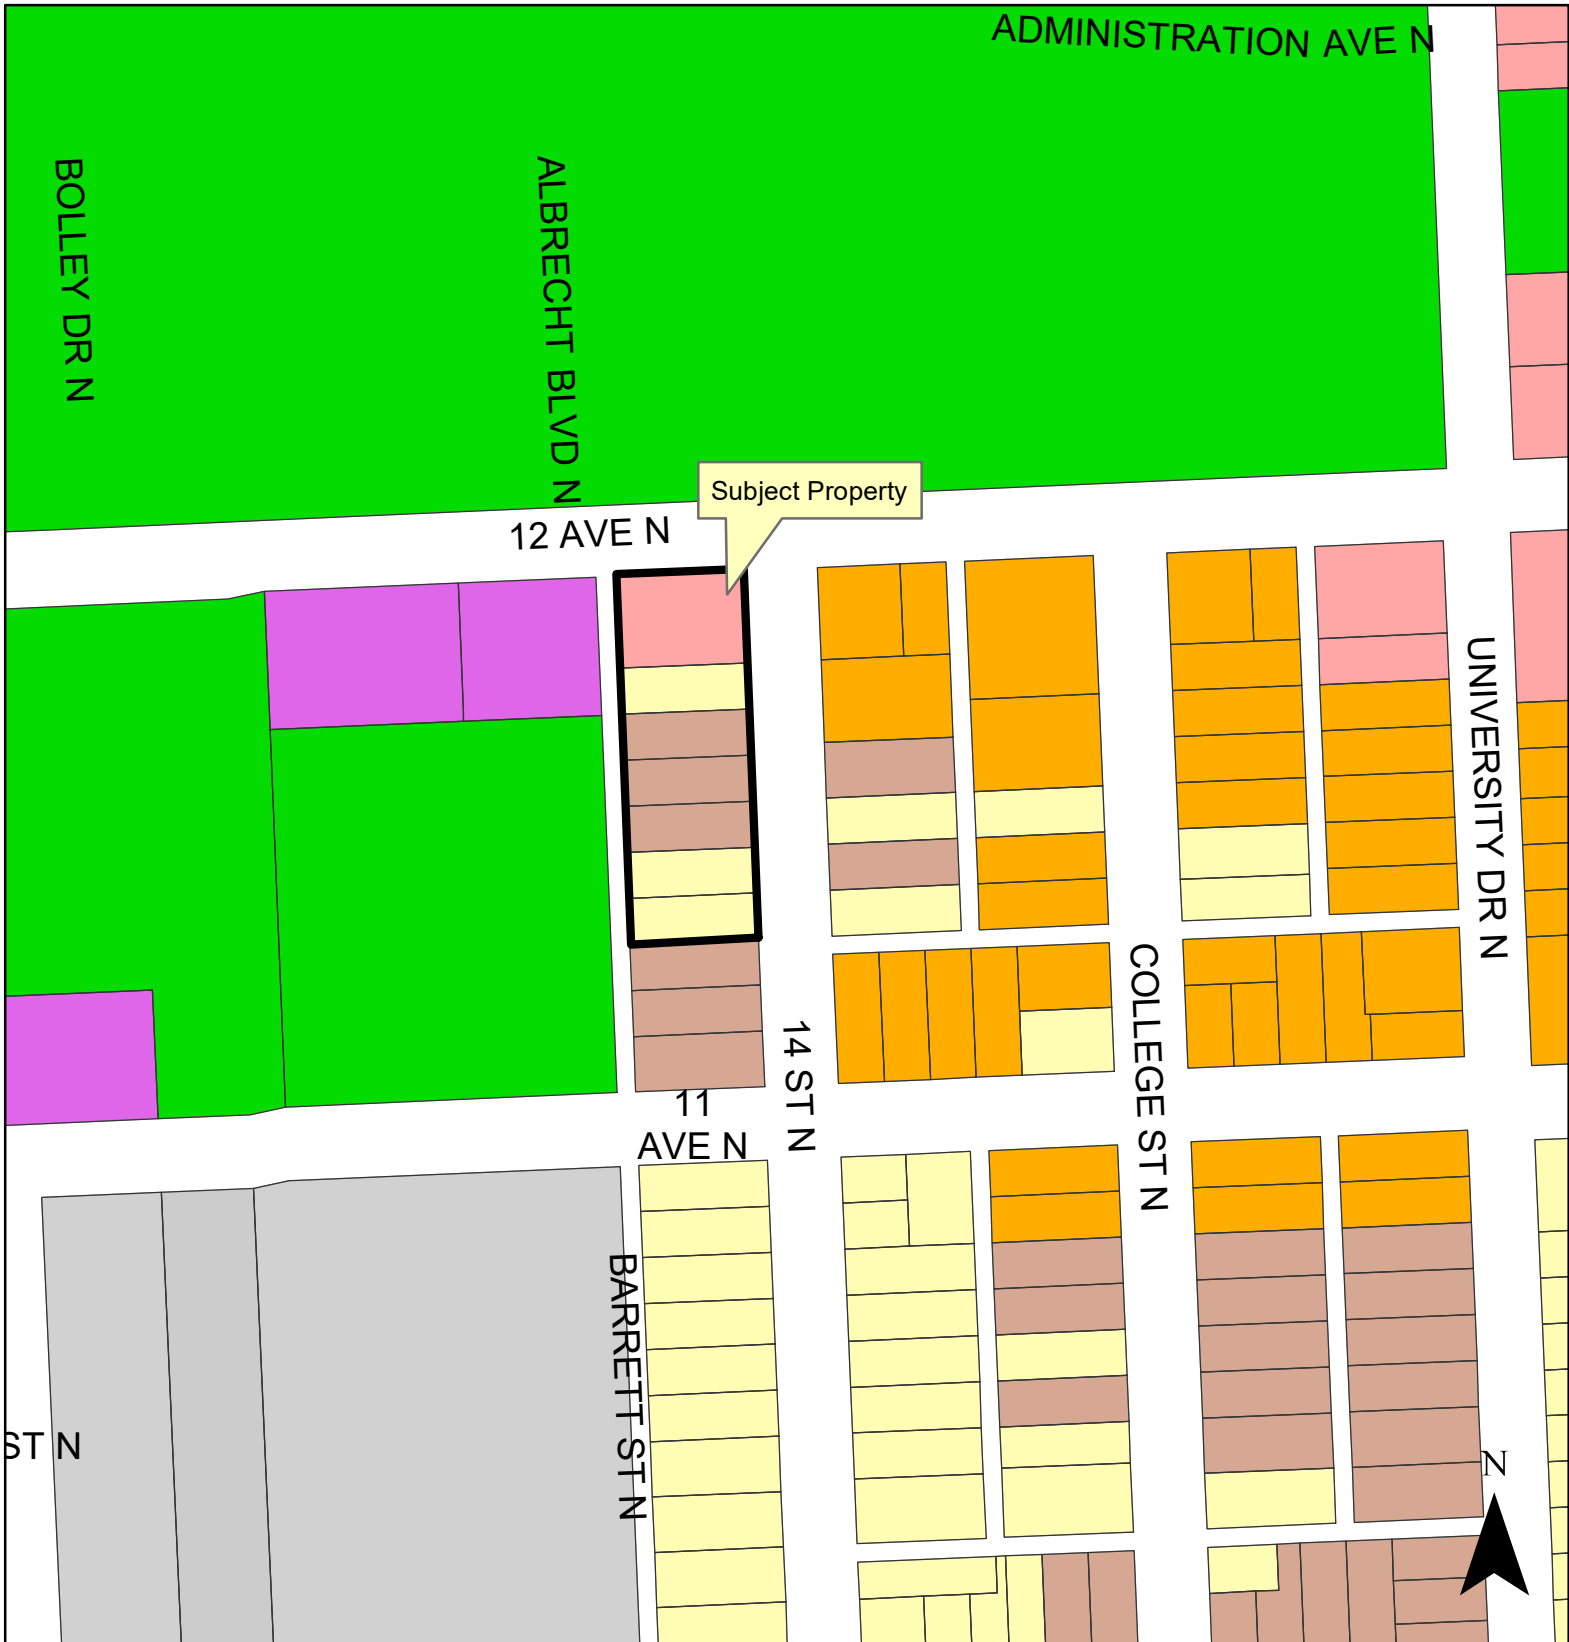 ADMINISTRATION AVE N
BOLLEY DR N
ALBRECHT BLVD N
Subject Property
12 AVE N
UNIVERSITY DR N
COLLEGE ST N
14 ST N
11
AVE N
BARRETT ST N
ST N
N